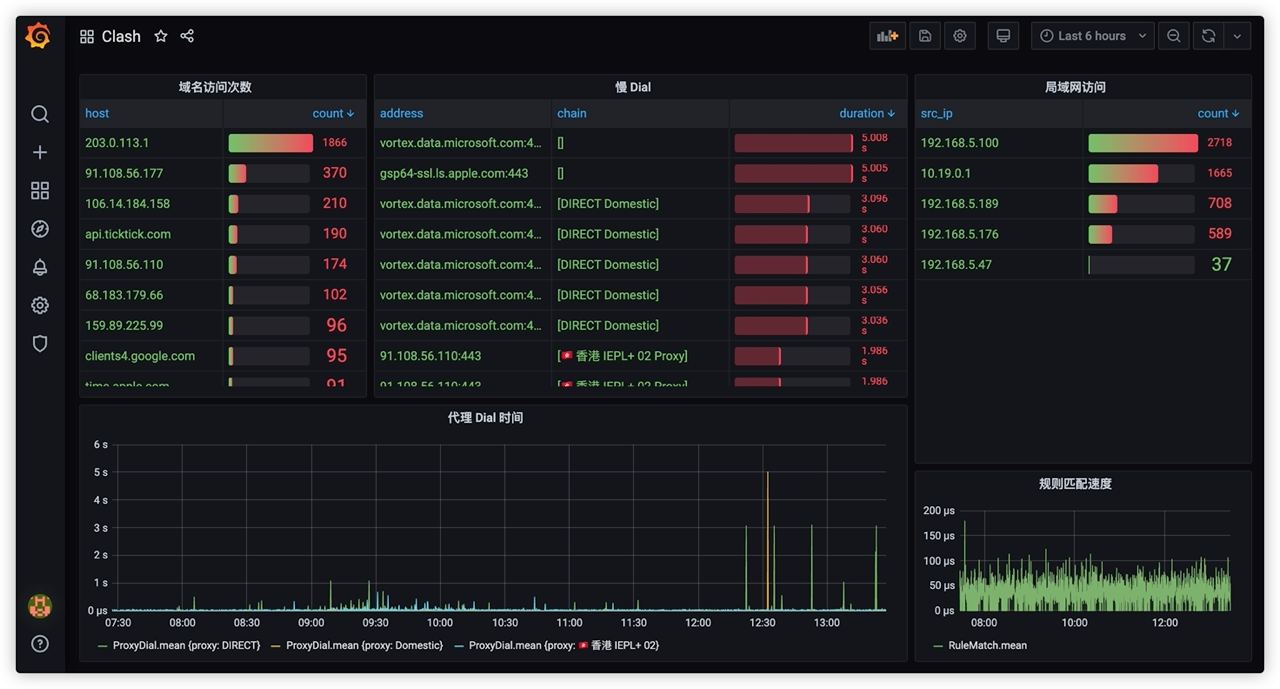 Clash
Last 6 hours
域名访问次数
host count
203.0.113.1 1866
91.108.56.177 370
106.14.184.158 210
api.ticktick.com 190
91.108.56.110 174
68.183.179.66 102
159.89.225.99 96
clients4.google.com 95
time.apple.com 91
慢 Dial
address chain duration
vortex.data.microsoft.com:4... [] 5.008 s
gsp64-ssl.ls.apple.com:443 [] 5.005 s
vortex.data.microsoft.com:4... [DIRECT Domestic] 3.096 s
vortex.data.microsoft.com:4... [DIRECT Domestic] 3.060 s
vortex.data.microsoft.com:4... [DIRECT Domestic] 3.060 s
vortex.data.microsoft.com:4... [DIRECT Domestic] 3.056 s
vortex.data.microsoft.com:4... [DIRECT Domestic] 3.036 s
91.108.56.110:443 [🇭🇰 香港 IEPL+ 02 Proxy] 1.986 s
91.108.56.110:443 [🇭🇰 香港 IEPL+ 02 Proxy] 1.986
局域网访问
src_ip count
192.168.5.100 2718
10.19.0.1 1665
192.168.5.189 708
192.168.5.176 589
192.168.5.47 37
代理 Dial 时间
6 s
5 s
4 s
3 s
2 s
1 s
0 µs
07:30 08:00 08:30 09:00 09:30 10:00 10:30 11:00 11:30 12:00 12:30 13:00
ProxyDial.mean {proxy: DIRECT} ProxyDial.mean {proxy: Domestic} ProxyDial.mean {proxy: 🇭🇰 香港 IEPL+ 02}
规则匹配速度
200 µs
150 µs
100 µs
50 µs
0 µs
08:00 10:00 12:00
RuleMatch.mean